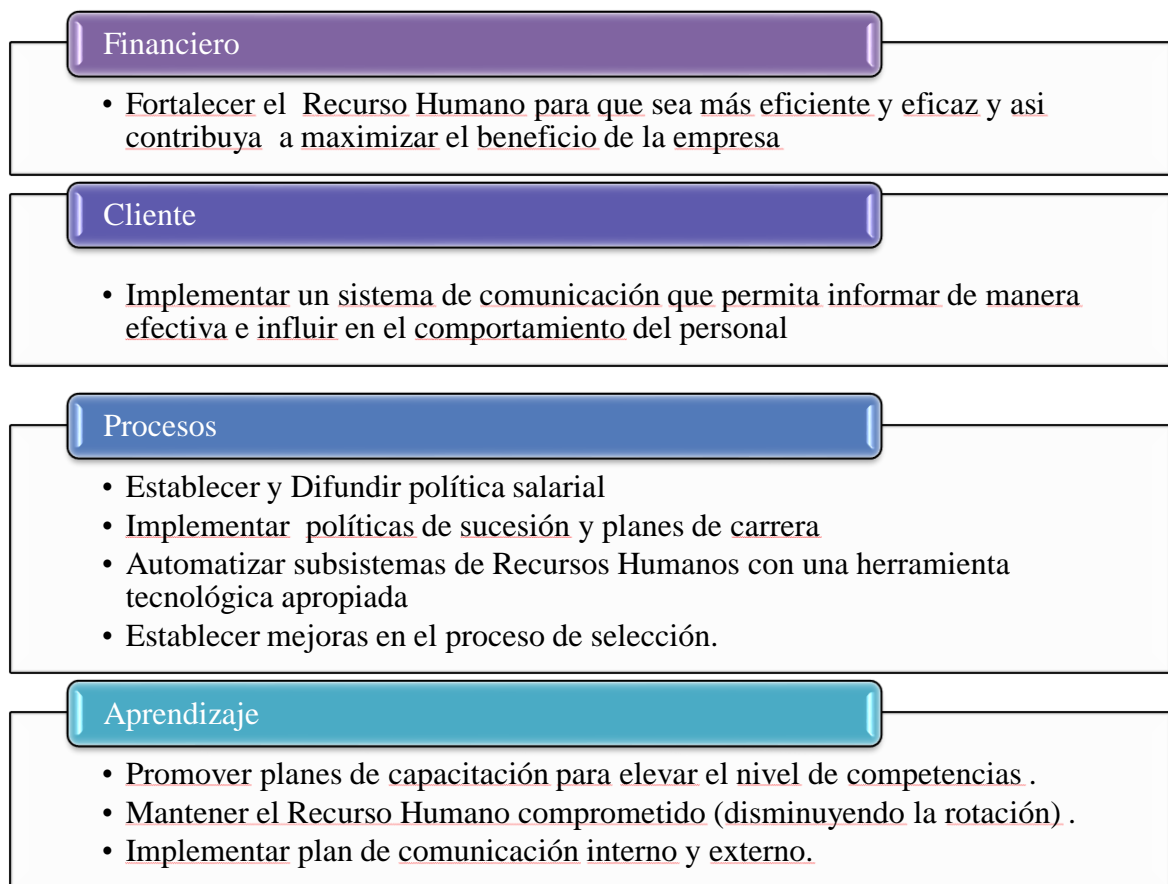 Financiero
• Fortalecer el Recurso Humano para que sea más eficiente y eficaz y asi
contribuya a maximizar el beneficio de la empresa
Cliente
• Implementar un sistema de comunicación que permita informar de manera
efectiva e influir en el comportamiento del personal
Procesos
• Establecer y Difundir política salarial
• Implementar políticas de sucesión y planes de carrera
• Automatizar subsistemas de Recursos Humanos con una herramienta
tecnológica apropiada
• Establecer mejoras en el proceso de selección.
Aprendizaje
• Promover planes de capacitación para elevar el nivel de competencias .
• Mantener el Recurso Humano comprometido (disminuyendo la rotación) .
• Implementar plan de comunicación interno y externo.